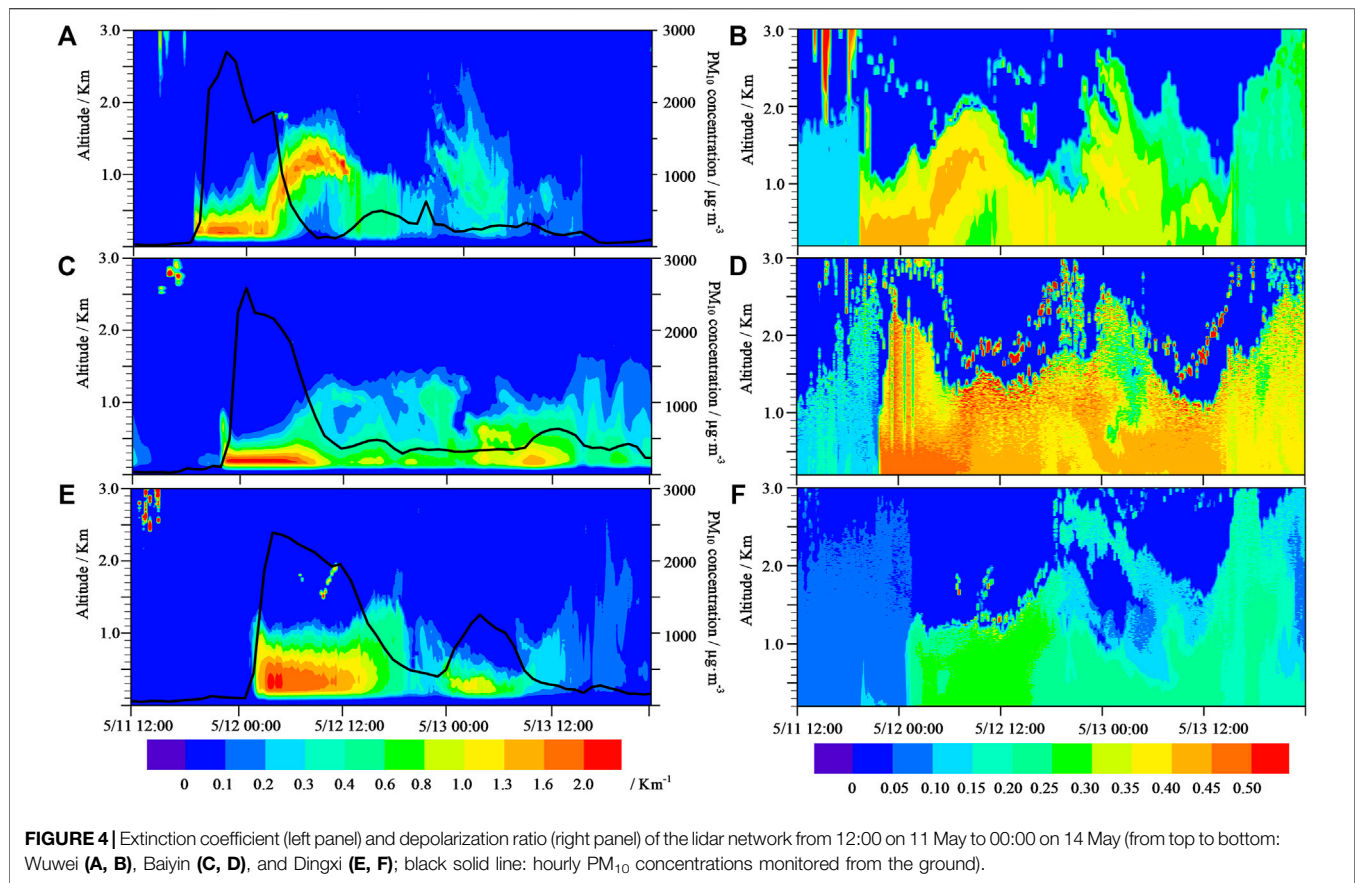 A
3.0
2.0
1.0
Altitude / Km
3000
2000
1000
0
PM10 concentration / μg·m-3
B
3.0
2.0
1.0
Altitude / Km
C
3.0
2.0
1.0
Altitude / Km
3000
2000
1000
0
PM10 concentration / μg·m-3
D
3.0
2.0
1.0
Altitude / Km
E
3.0
2.0
1.0
Altitude / Km
3000
2000
1000
0
PM10 concentration / μg·m-3
F
3.0
2.0
1.0
Altitude / Km
5/11 12:00 5/12 00:00 5/12 12:00 5/13 00:00 5/13 12:00
5/11 12:00 5/12 00:00 5/12 12:00 5/13 00:00 5/13 12:00
0 0.1 0.2 0.3 0.4 0.6 0.8 1.0 1.3 1.6 2.0 / Km-1
0 0.05 0.10 0.15 0.20 0.25 0.30 0.35 0.40 0.45 0.50
FIGURE 4 | Extinction coefficient (left panel) and depolarization ratio (right panel) of the lidar network from 12:00 on 11 May to 00:00 on 14 May (from top to bottom:
Wuwei (A, B), Baiyin (C, D), and Dingxi (E, F); black solid line: hourly PM10 concentrations monitored from the ground).